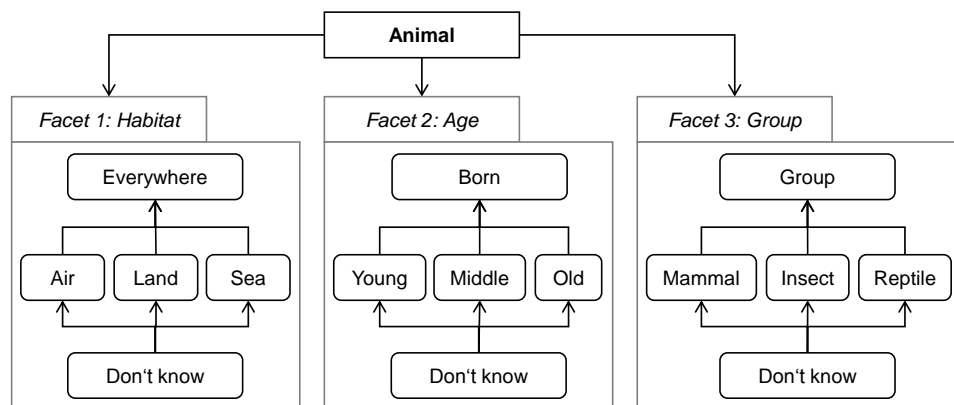 Animal
Facet 1: Habitat
Everywhere
Air
Land
Sea
Don‘t know
Facet 2: Age
Born
Young
Middle
Old
Don‘t know
Facet 3: Group
Group
Mammal
Insect
Reptile
Don‘t know